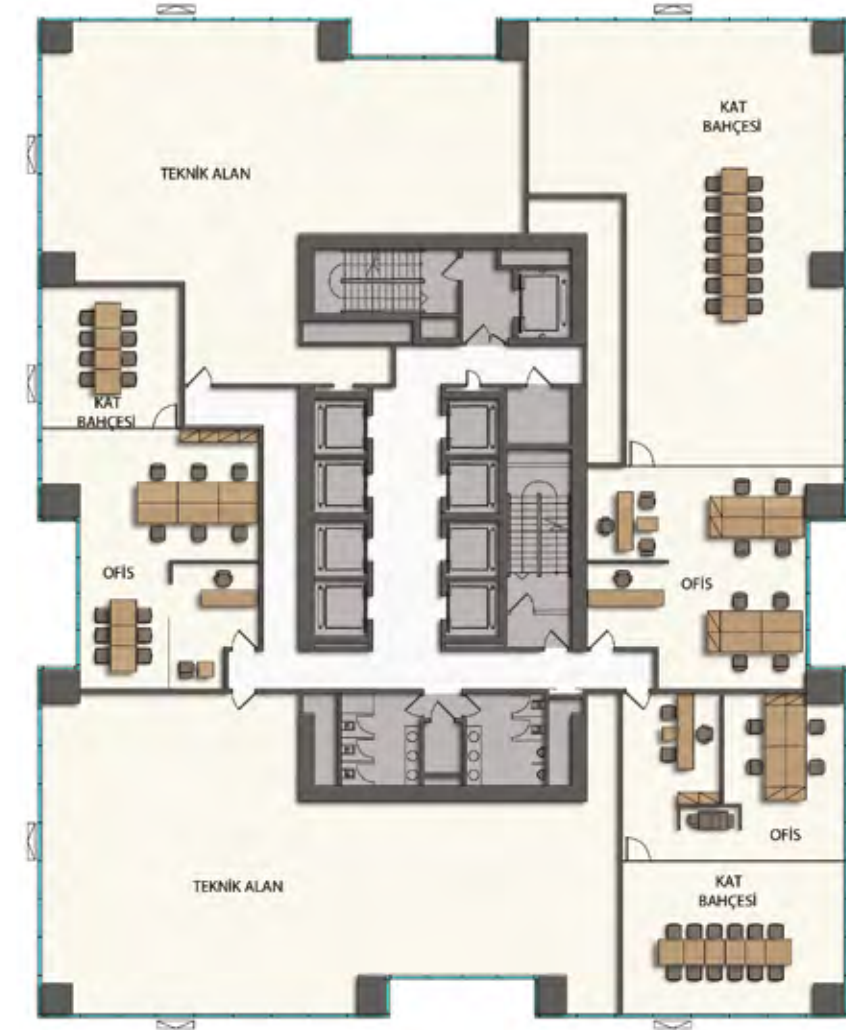 KAT
BAHÇESİ
TEKNİK ALAN
KAT
BAHÇESİ
OFİS
OFİS
OFİS
TEKNİK ALAN
KAT
BAHÇESİ